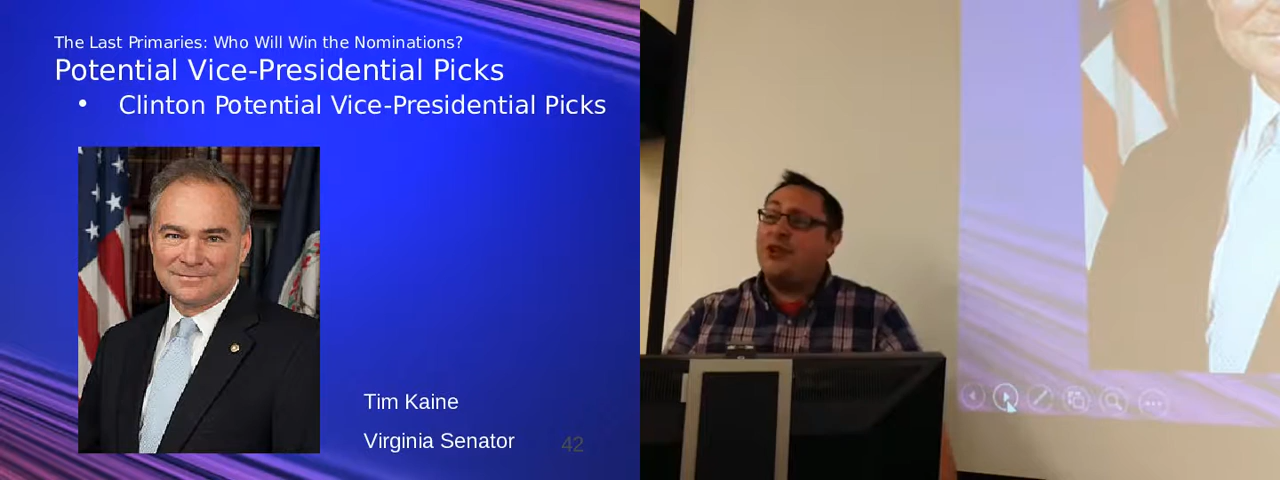 The Last Primaries: Who Will Win the Nominations?
Potential Vice-Presidential Picks
• Clinton Potential Vice-Presidential Picks
Tim Kaine
Virginia Senator
42